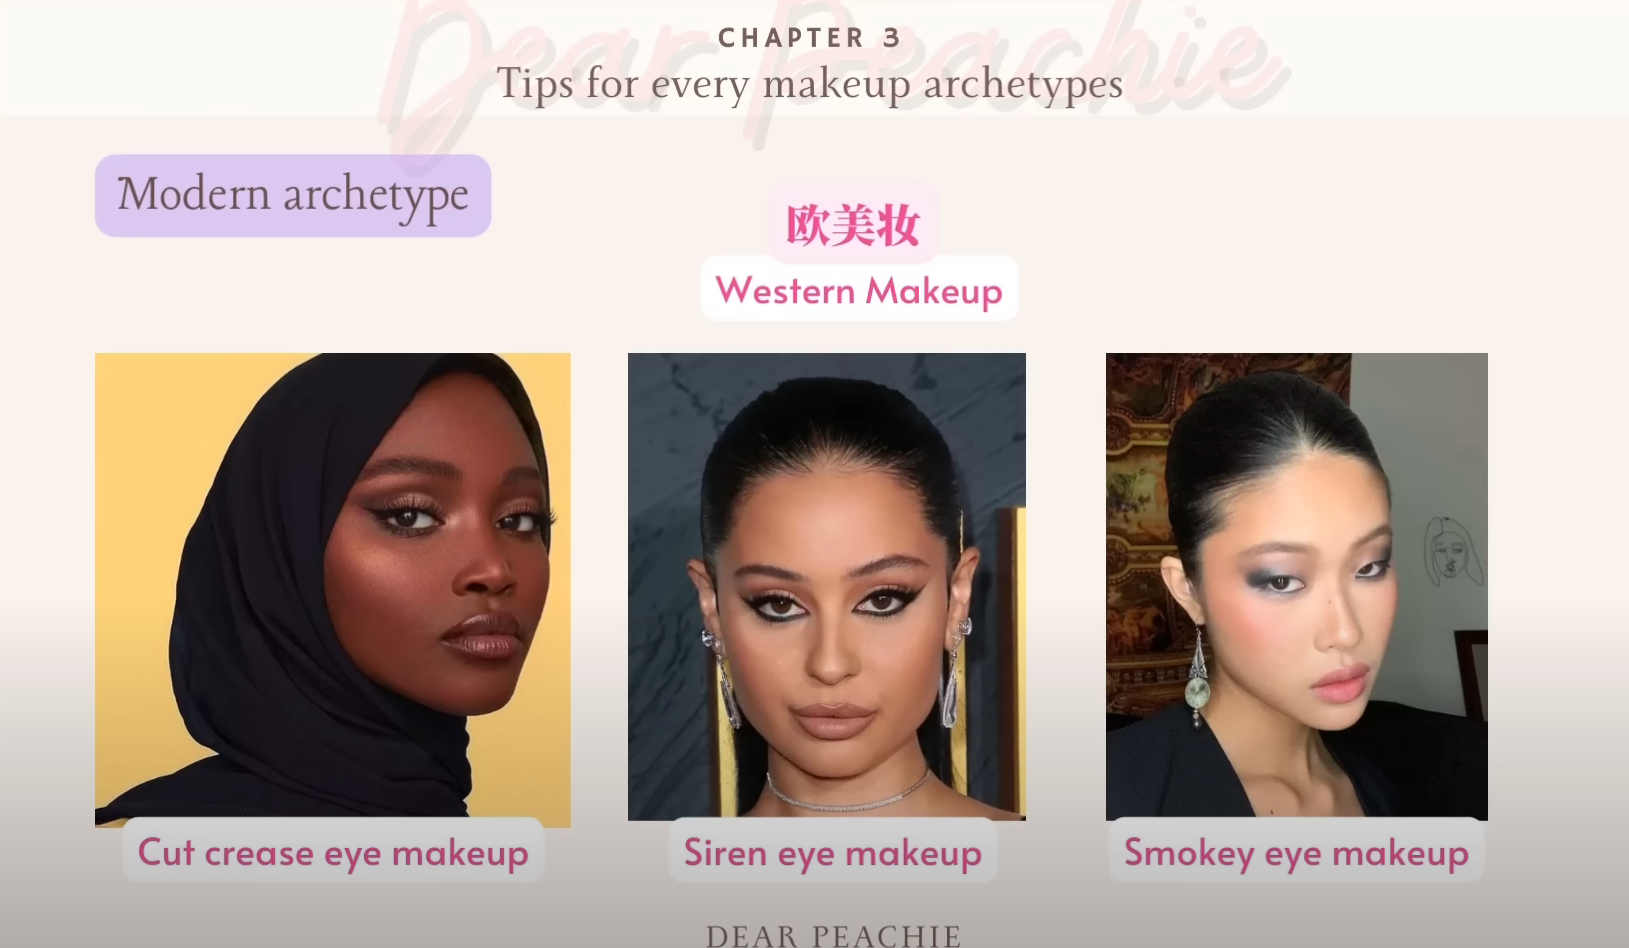 Dear Peachie
CHAPTER 3
Tips for every makeup archetypes
Modern archetype
欧美妆
Western Makeup
Cut crease eye makeup
Siren eye makeup
Smokey eye makeup
DEAR PEACHIE